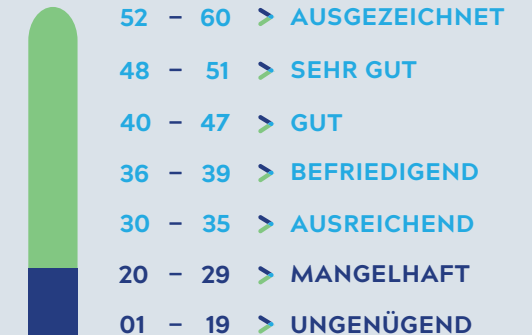 52 – 60 > AUSGEZEICHNET
48 – 51 > SEHR GUT
40 – 47 > GUT
36 – 39 > BEFRIEDIGEND
30 – 35 > AUSREICHEND
20 – 29 > MANGELHAFT
01 – 19 > UNGENÜGEND